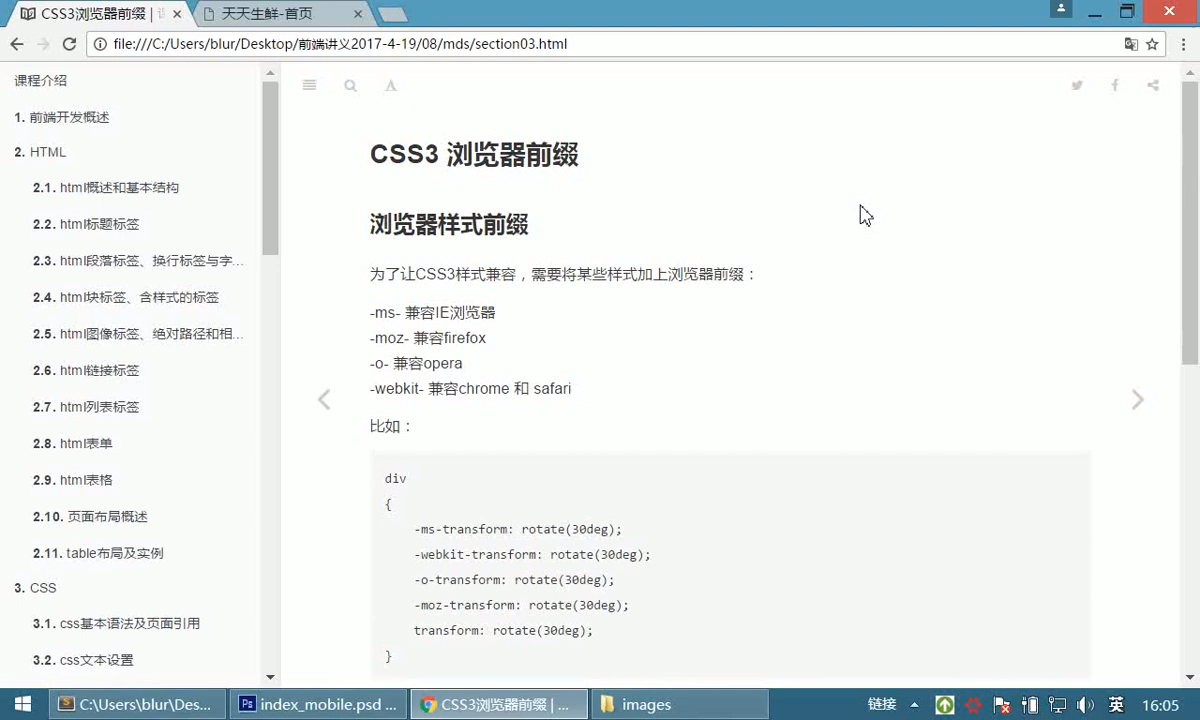 CSS3浏览器前缀 |
天天生鲜-首页
file:///C:/Users/blur/Desktop/前端讲义2017-4-19/08/mds/section03.html
课程介绍
1. 前端开发概述
2. HTML
2.1. html概述和基本结构
2.2. html标题标签
2.3. html段落标签、换行标签与字...
2.4. html块标签、含样式的标签
2.5. html图像标签、绝对路径和相...
2.6. html链接标签
2.7. html列表标签
2.8. html表单
2.9. html表格
2.10. 页面布局概述
2.11. table布局及实例
3. CSS
3.1. css基本语法及页面引用
3.2. css文本设置
A
CSS3 浏览器前缀
浏览器样式前缀
为了让CSS3样式兼容，需要将某些样式加上浏览器前缀：
-ms- 兼容IE浏览器
-moz- 兼容firefox
-o- 兼容opera
-webkit- 兼容chrome 和 safari
比如：
div
{
-ms-transform: rotate(30deg);
-webkit-transform: rotate(30deg);
-o-transform: rotate(30deg);
-moz-transform: rotate(30deg);
transform: rotate(30deg);
}
C:\Users\blur\Des...
Ps index_mobile.psd ...
CSS3浏览器前缀 | ...
images
链接
英
16:05